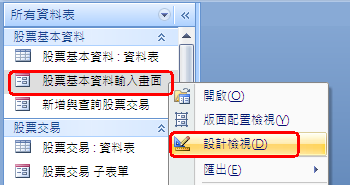 所有資料表
股票基本資料
股票基本資料 : 資料表
股票基本資料輸入畫面
新增與查詢股票交易
股票交易
股票交易 : 資料表
股票交易 子表單
開啟(O)
版面配置檢視(Y)
設計檢視(D)
匯出(E)